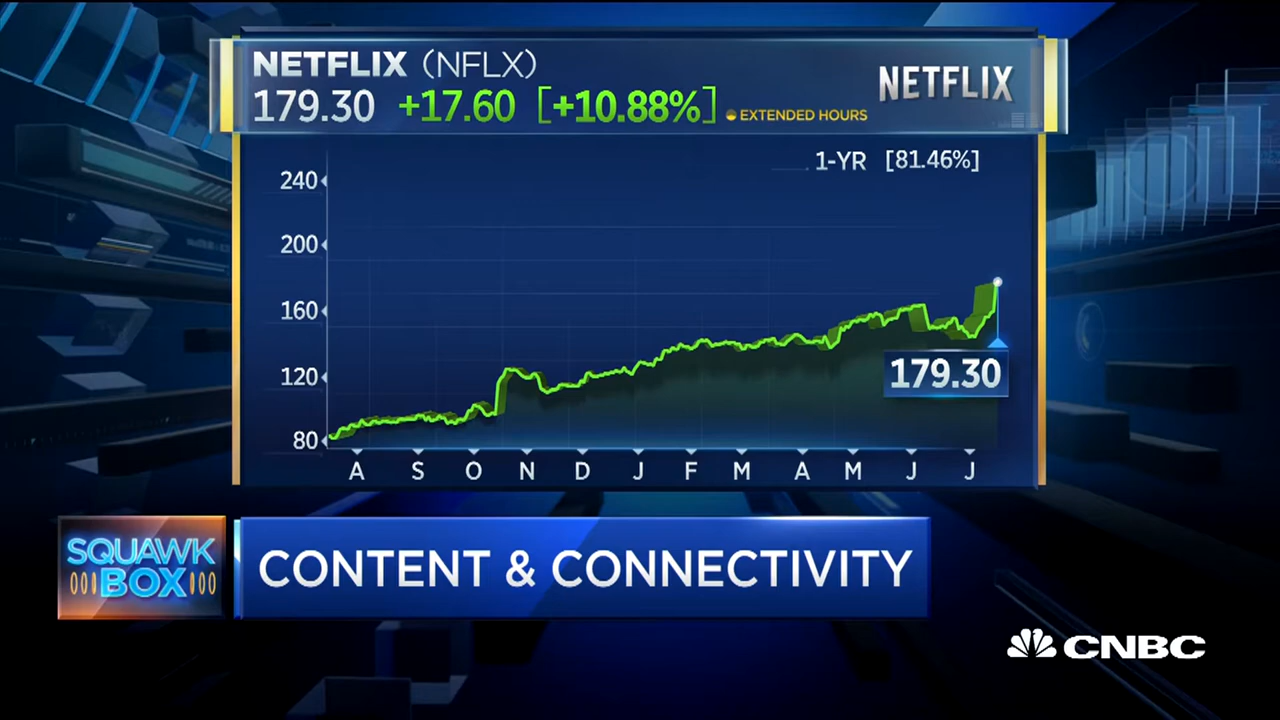 NETFLIX (NFLX)
179.30 +17.60 [+10.88%] EXTENDED HOURS
NETFLIX
1-YR [81.46%]
240
200
160
120
80
179.30
A S O N D J F M A M J J
SQUAWK
BOX
CONTENT & CONNECTIVITY
CNBC